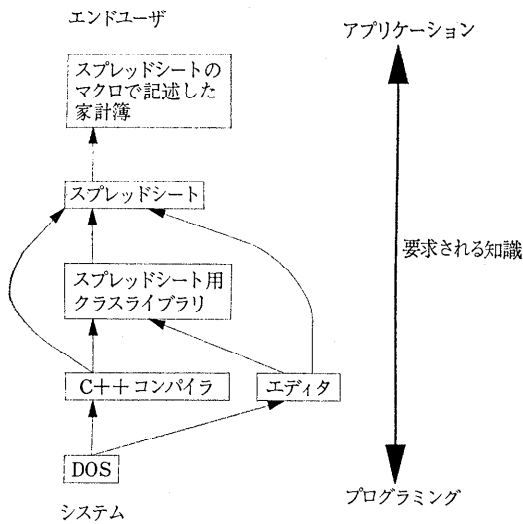 エンドユーザ
アプリケーション
スプレッドシートの
マクロで記述した
家計簿
スプレッドシート
要求される知識
スプレッドシート用
クラスライブラリ
C++コンパイラ
エディタ
DOS
プログラミング
システム